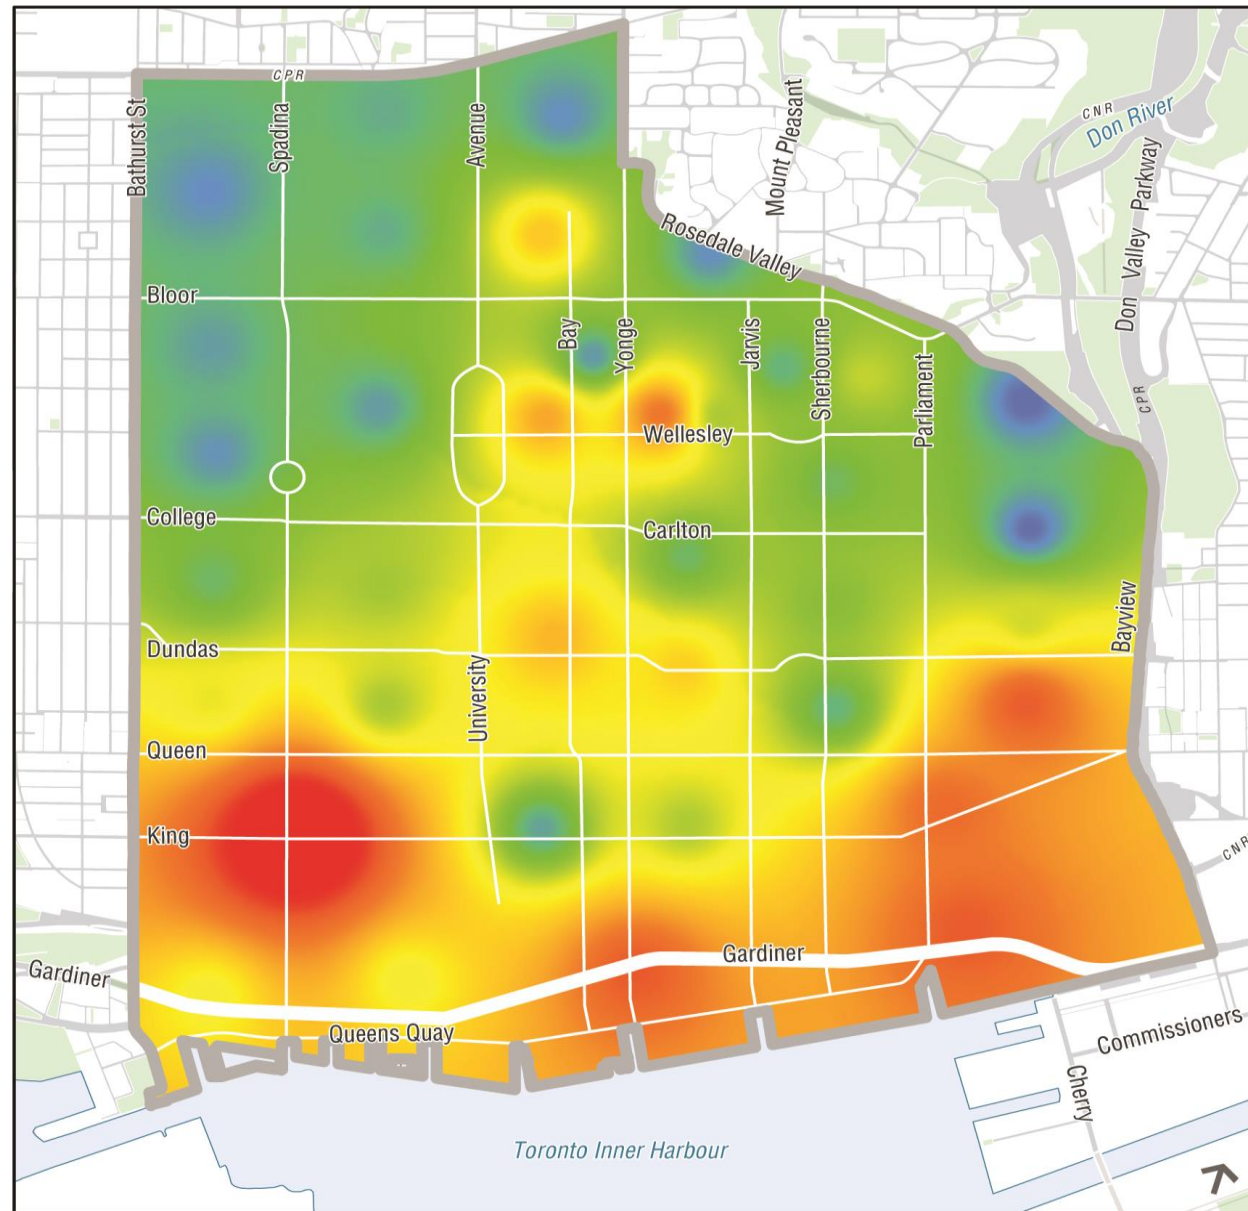 CPR
Bathurst St
Spadina
Avenue
Mount Pleasant
CNR
Don River
Don Valley Parkway
Rosedale Valley
Bloor
Bay
Yonge
Jarvis
Sherbourne
Parliament
CPR
Wellesley
College
Carlton
Bayview
Dundas
University
Queen
King
CNR
Gardiner
Gardiner
Queens Quay
Commissioners
Cherry
Toronto Inner Harbour